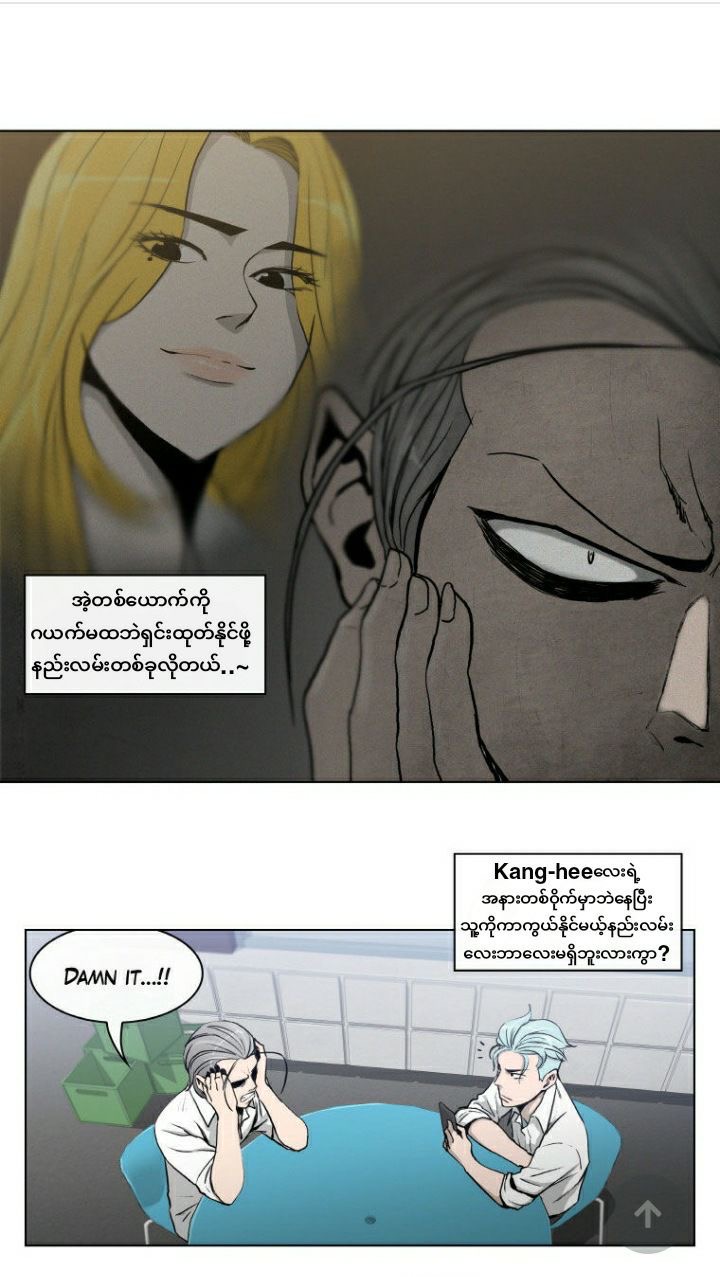 အဲ့တစ်ယောက်ကို
ဂယက်မထဘဲရှင်းထုတ်နိုင်ဖို့
နည်းလမ်းတစ်ခုလိုတယ်..~
Kang-heeလေးရဲ့
အနားတစ်ဝိုက်မှာဘဲနေပြီး
သူ့ကိုကာကွယ်နိုင်မယ့်နည်းလမ်း
လေးဘာလေးမရှိဘူးလားကွာ?
DAMN IT...!!